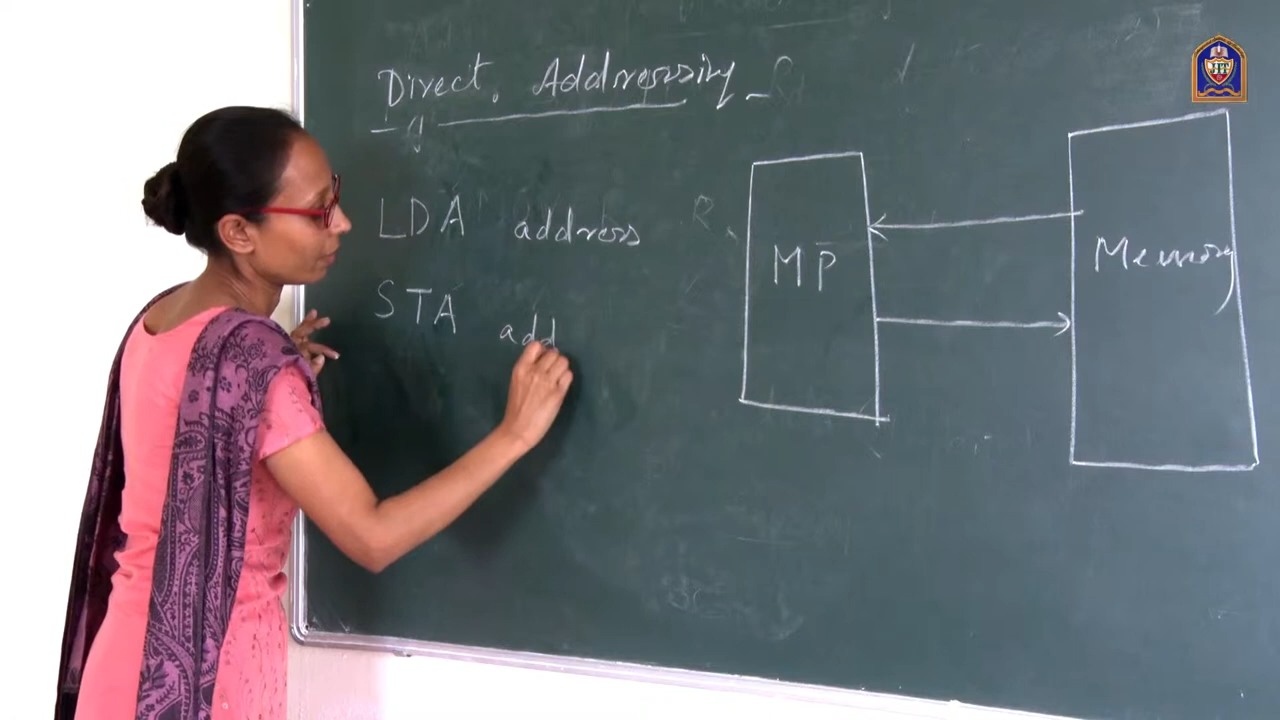 Direct Addressing
LDA address
STA add
MP
Memory